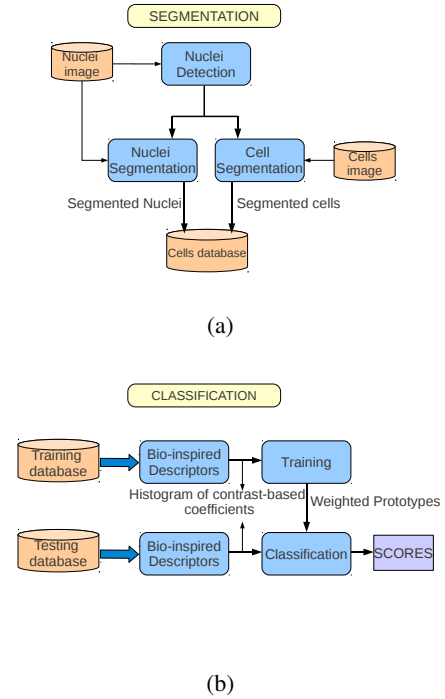 SEGMENTATION
Nuclei
image
Nuclei
Detection
Nuclei
Segmentation
Cell
Segmentation
Cells
image
Segmented Nuclei
Segmented cells
Cells database
(a)
CLASSIFICATION
Training
database
Bio-inspired
Descriptors
Training
Histogram of contrast-based
coefficients
Weighted Prototypes
Testing
database
Bio-inspired
Descriptors
Classification
SCORES
(b)